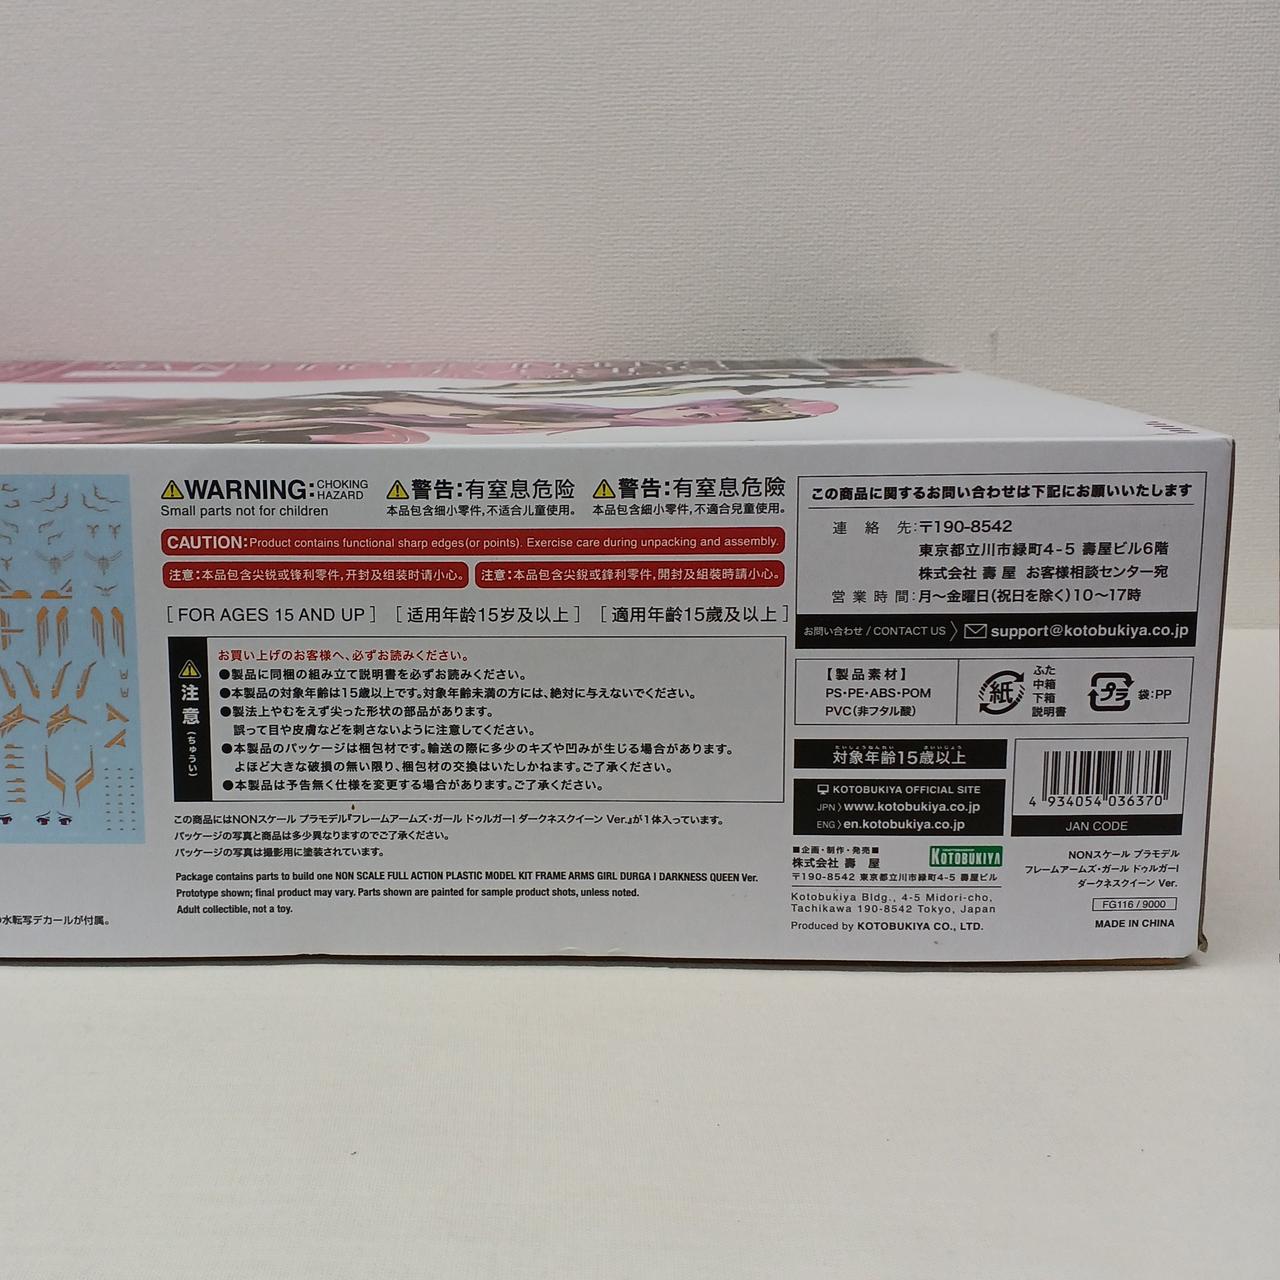 ⚠WARNING: CHOKING HAZARD
Small parts not for children
⚠警告:有窒息危险
本品包含细小零件,不适合儿童使用。
⚠警告:有窒息危險
本品包含細小零件,不適合兒童使用。
CAUTION: Product contains functional sharp edges(or points). Exercise care during unpacking and assembly.
注意:本品包含尖锐或锋利零件,开封及组装时请小心。
注意:本品包含尖銳或鋒利零件,開封及組裝時請小心。
[ FOR AGES 15 AND UP ] [ 适用年龄15岁及以上 ] [ 適用年齡15歲及以上 ]
注意(ちゅうい)
お買い上げのお客様へ、必ずお読みください。
●製品に同梱の組み立て説明書を必ずお読みください。
●本製品の対象年齢は15歳以上です。対象年齢未満の方には、絶対に与えないでください。
●製法上やむをえず尖った形状の部品があります。
誤って目や皮膚などを刺さないように注意してください。
●本製品のパッケージは梱包材です。輸送の際に多少のキズや凹みが生じる場合があります。
よほど大きな破損の無い限り、梱包材の交換はいたしかねます。ご了承ください。
●本製品は予告無く仕様を変更する場合があります。ご了承ください。
この商品にはNONスケール プラモデル『フレームアームズ・ガール ドゥルガーI ダークネスクイーン Ver.』が1体入っています。
パッケージの写真と商品は多少異なりますのでご了承ください。
パッケージの写真は撮影用に塗装されています。
Package contains parts to build one NON SCALE FULL ACTION PLASTIC MODEL KIT FRAME ARMS GIRL DURGA I DARKNESS QUEEN Ver.
Prototype shown; final product may vary. Parts shown are painted for sample product shots, unless noted.
Adult collectible, not a toy.
水転写デカールが付属。
この商品に関するお問い合わせは下記にお願いいたします
連絡先:〒190-8542
東京都立川市緑町4-5 壽屋ビル6階
株式会社 壽 屋 お客様相談センター宛
営業時間:月〜金曜日(祝日を除く)10〜17時
お問い合わせ / CONTACT US 〉 support@kotobukiya.co.jp
【製品素材】
PS・PE・ABS・POM
PVC(非フタル酸)
紙
ふた
中箱
下箱
説明書
プラ
袋:PP
対象年齢15歳以上
たいしょうねんれい さいいじょう
KOTOBUKIYA OFFICIAL SITE
JPN 〉www.kotobukiya.co.jp
ENG 〉en.kotobukiya.co.jp
4 934054 036370
JAN CODE
■企画・制作・発売■
株式会社 壽 屋
KOTOBUKIYA
〒190-8542 東京都立川市緑町4-5 壽屋ビル
Kotobukiya Bldg., 4-5 Midori-cho,
Tachikawa 190-8542 Tokyo, Japan
Produced by KOTOBUKIYA CO., LTD.
NONスケール プラモデル
フレームアームズ・ガール ドゥルガーI
ダークネスクイーン Ver.
FG116 / 9000
MADE IN CHINA